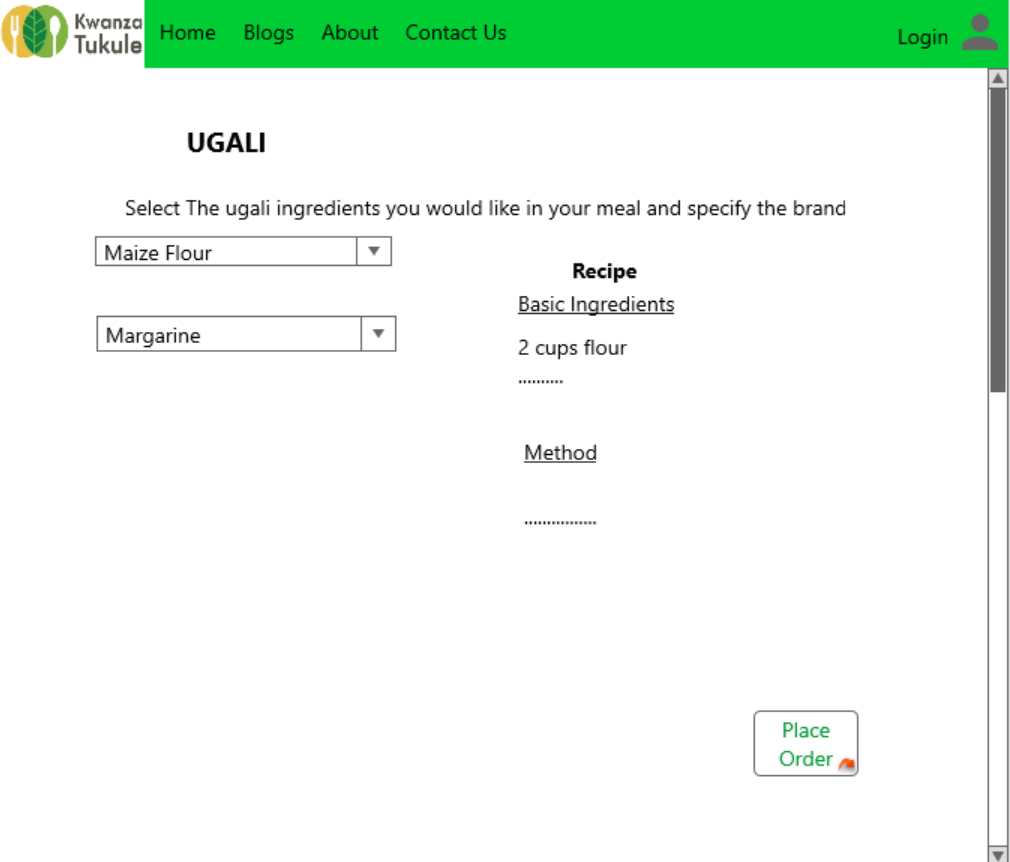 Kwanza
Tukule
Home Blogs About Contact Us
Login
UGALI
Select The ugali ingredients you would like in your meal and specify the brand
Maize Flour
Margarine
Recipe
Basic Ingredients
2 cups flour
..........
Method
................
Place
Order